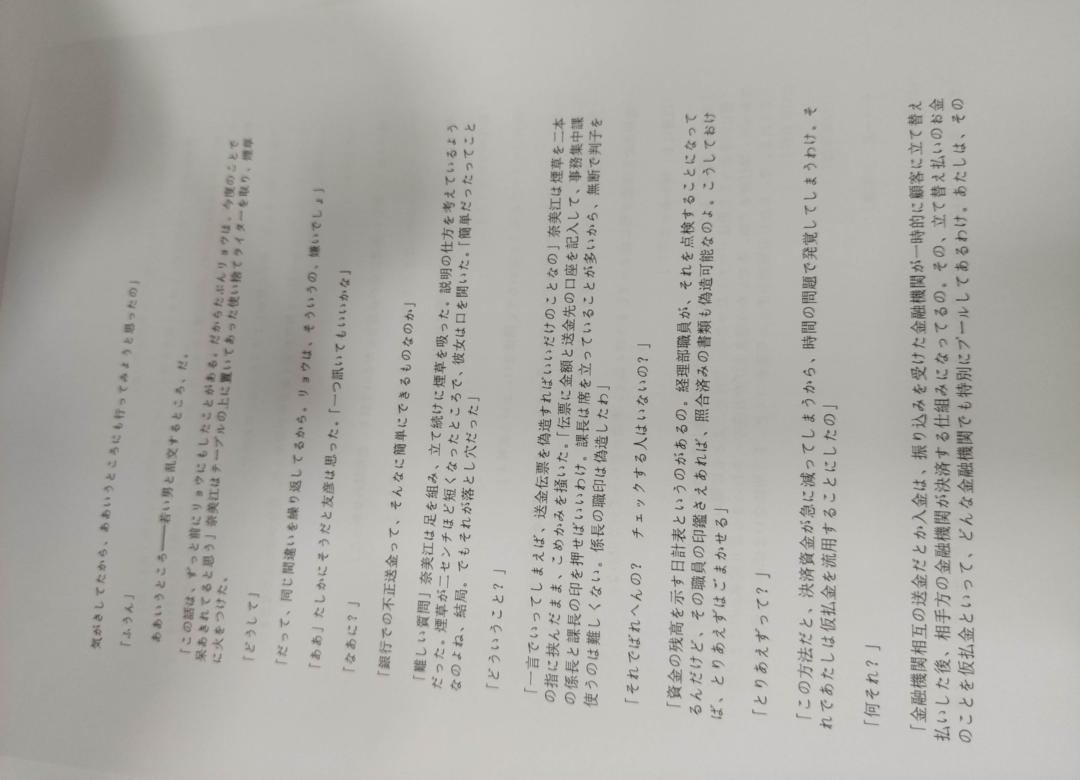 気がきしてたから、ああいうところにも行ってみようと思ったの」
「ふうん」
ああいうところ――若い男と乱交するところ、だ。
「この話は、ずっと前にリョウにもしたことがある。だからたぶんリョウは、今度のことで
呆あきれてると思う」奈美江はテーブルの上に置いてあった使い捨てライターを取り、煙草
に火をつけた、
「どうして」
「だって、同じ間違いを繰り返してるから。リョウは、そういうの、嫌いでしょ」
「ああ」たしかにそうだと友彦は思った。「一つ訊いてもいいかな」
「なあに？」
「銀行での不正送金って、そんなに簡単にできるものなのか」
「難しい質問」奈美江は足を組み、立て続けに煙草を吸った。説明の仕方を考えているよう
だった。煙草が二センチほど短くなったところで、彼女は口を開いた。「簡単だったってこと
なのよね、結局。でもそれが落とし穴だった」
「どういうこと？」
「一言でいってしまえば、送金伝票を偽造すればいいだけのことなの」奈美江は煙草を二本
の指に挟んだまま、こめかみを掻いた。「伝票に金額と送金先の口座を記入して、事務集中課
の係長と課長の印を押せばいいわけ。課長は席を立っていることが多いから、無断で判子を
使うのは難しくない。係長の職印は偽造したわ」
「それでばれへんの？　チェックする人はいないの？」
「資金の残高を示す日計表というのがあるの。経理部職員が、それを点検することになって
るんだけど、その職員の印鑑さえあれば、照合済みの書類も偽造可能なのよ。こうしておけ
ば、とりあえずはごまかせる」
「とりあえずって？」
「この方法だと、決済資金が急に減ってしまうから、時間の問題で発覚してしまうわけ。そ
れであたしは仮払金を流用することにしたの」
「何それ？」
「金融機関相互の送金だとか入金は、振り込みを受けた金融機関が一時的に顧客に立て替え
払いした後、相手方の金融機関が決済する仕組みになってるの。その、立て替え払いのお金
のことを仮払金といって、どんな金融機関でも特別にプールしてあるわけ。あたしは、その